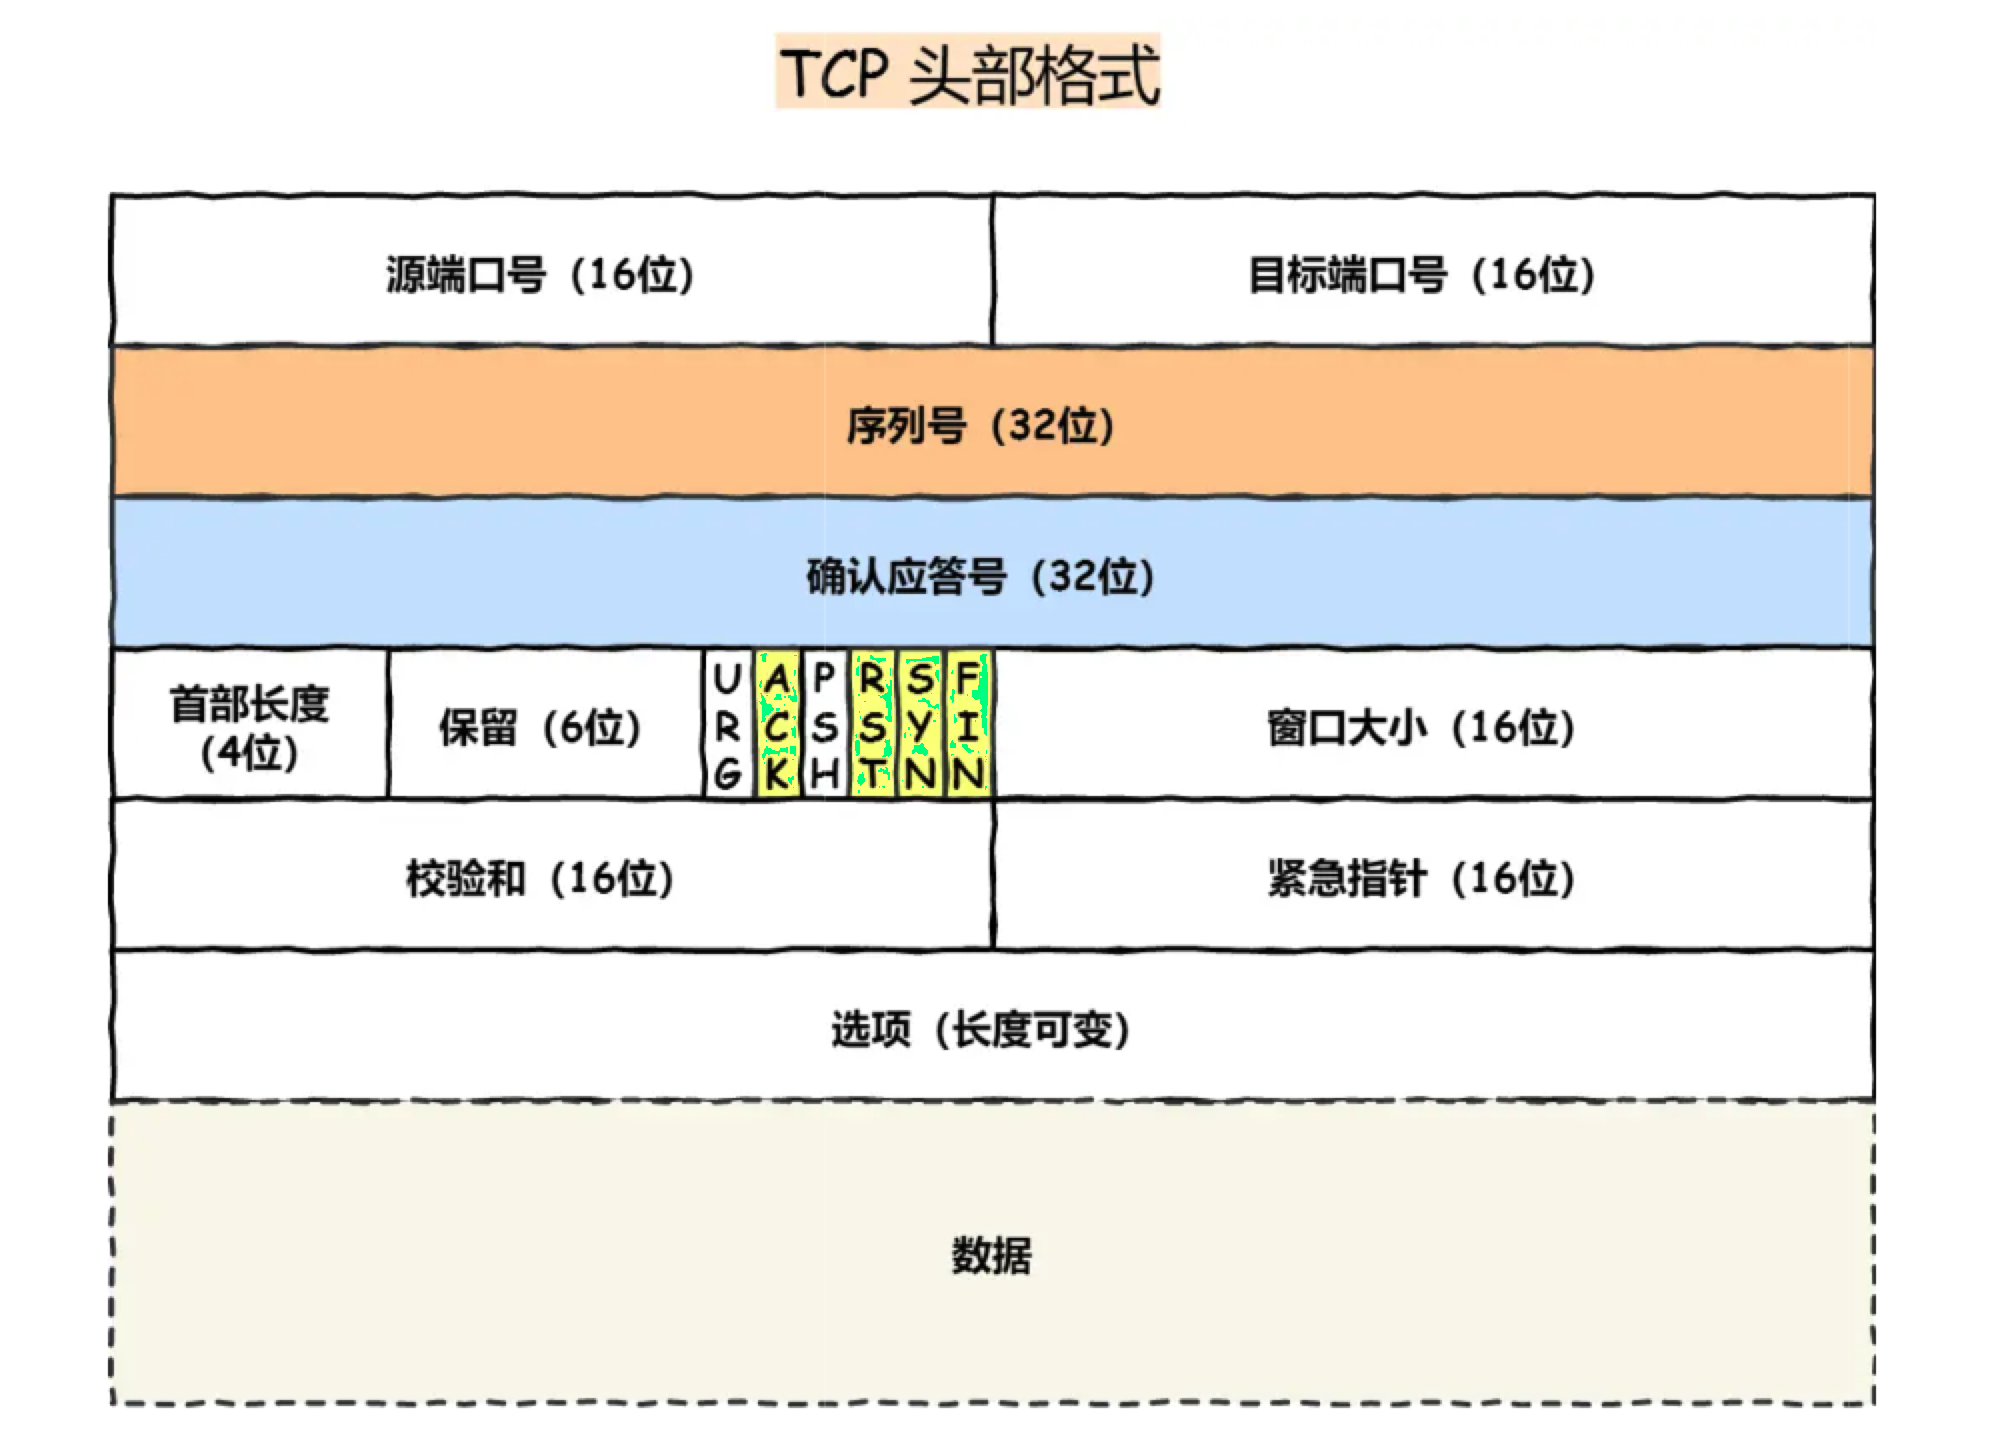 TCP 头部格式
源端口号（16位）
目标端口号（16位）
序列号（32位）
确认应答号（32位）
首部长度
（4位）
保留（6位）
URG
ACK
PSH
RST
SYN
FIN
窗口大小（16位）
校验和（16位）
紧急指针（16位）
选项（长度可变）
数据